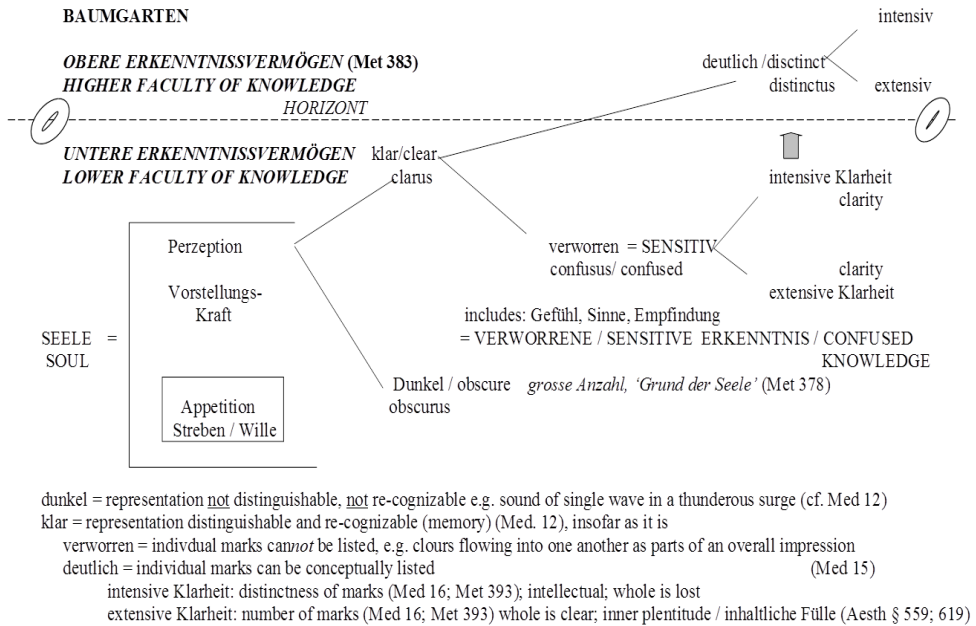 BAUMGARTEN
intensiv
OBERE ERKENNTNISSVERMÖGEN (Met 383)
deutlich /disctinct
HIGHER FACULTY OF KNOWLEDGE
distinctus
extensiv
HORIZONT
UNTERE ERKENNTNISSVERMÖGEN
klar/clear
LOWER FACULTY OF KNOWLEDGE
clarus
intensive Klarheit
clarity
Perzeption
verworren = SENSITIV
confusus/ confused
clarity
extensive Klarheit
Vorstellungs-
Kraft
includes: Gefühl, Sinne, Empfindung
SEELE =
SOUL
= VERWORRENE / SENSITIVE ERKENNTNIS / CONFUSED
KNOWLEDGE
Dunkel / obscure grosse Anzahl, ‘Grund der Seele’ (Met 378)
obscurus
Appetition
Streben / Wille
dunkel = representation not distinguishable, not re-cognizable e.g. sound of single wave in a thunderous surge (cf. Med 12)
klar = representation distinguishable and re-cognizable (memory) (Med. 12), insofar as it is
verworren = indivdual marks cannot be listed, e.g. clours flowing into one another as parts of an overall impression
deutlich = individual marks can be conceptually listed (Med 15)
intensive Klarheit: distinctness of marks (Med 16; Met 393); intellectual; whole is lost
extensive Klarheit: number of marks (Med 16; Met 393) whole is clear; inner plentitude / inhaltliche Fülle (Aesth § 559; 619)